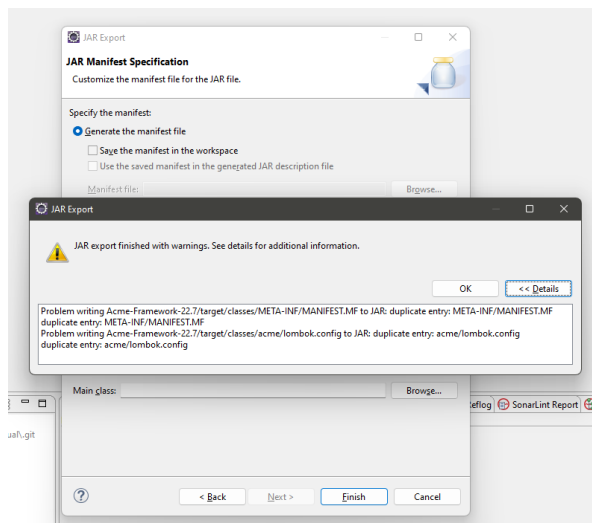 JAR Export
JAR Manifest Specification
Customize the manifest file for the JAR file.
Specify the manifest:
Generate the manifest file
Save the manifest in the workspace
Use the saved manifest in the generated JAR description file
Manifest file:
Browse...
JAR Export
JAR export finished with warnings. See details for additional information.
OK
<< Details
Problem writing Acme-Framework-22.7/target/classes/META-INF/MANIFEST.MF to JAR: duplicate entry: META-INF/MANIFEST.MF
duplicate entry: META-INF/MANIFEST.MF
Problem writing Acme-Framework-22.7/target/classes/acme/lombok.config to JAR: duplicate entry: acme/lombok.config
duplicate entry: acme/lombok.config
Main class:
Browse...
eflog
SonarLint Report
ual\.git
?
< Back
Next >
Finish
Cancel